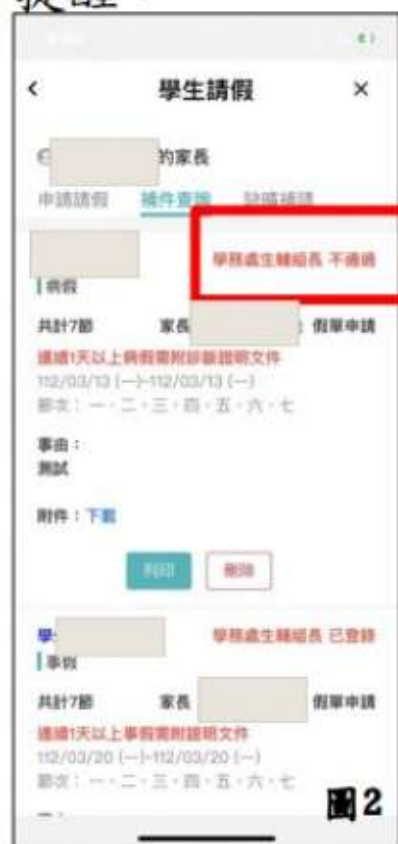 提醒：
學生請假
的家長
申請請假 補件查詢 缺曠補請
學務處生輔組長 不通過
病假
共計7節 家長 假單申請
連續1天以上病假需附診斷證明文件
112/03/13 (一)~112/03/13 (一)
節次：一、二、三、四、五、六、七
事由：
測試
附件：下載
列印 刪除
學 學務處生輔組長 已登錄
事假
共計7節 家長 假單申請
連續1天以上事假需附證明文件
112/03/20 (一)~112/03/20 (一)
節次：一、二、三、四、五、六、七
圖2